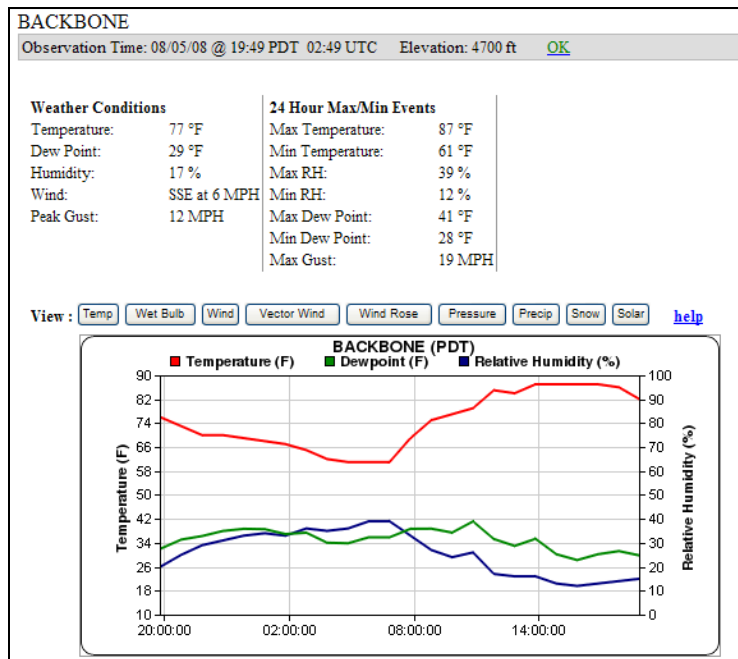 BACKBONE
Observation Time: 08/05/08 @ 19:49 PDT 02:49 UTC Elevation: 4700 ft OK
Weather Conditions
Temperature: 77 °F
Dew Point: 29 °F
Humidity: 17 %
Wind: SSE at 6 MPH
Peak Gust: 12 MPH
24 Hour Max/Min Events
Max Temperature: 87 °F
Min Temperature: 61 °F
Max RH: 39 %
Min RH: 12 %
Max Dew Point: 41 °F
Min Dew Point: 28 °F
Max Gust: 19 MPH
View : Temp Wet Bulb Wind Vector Wind Wind Rose Pressure Precip Snow Solar help
BACKBONE (PDT)
Temperature (F) Dewpoint (F) Relative Humidity (%)
Temperature (F)
90
82
74
66
58
50
42
34
26
18
10
100
90
80
70
60
50
40
30
20
10
0
Relative Humidity (%)
20:00:00 02:00:00 08:00:00 14:00:00